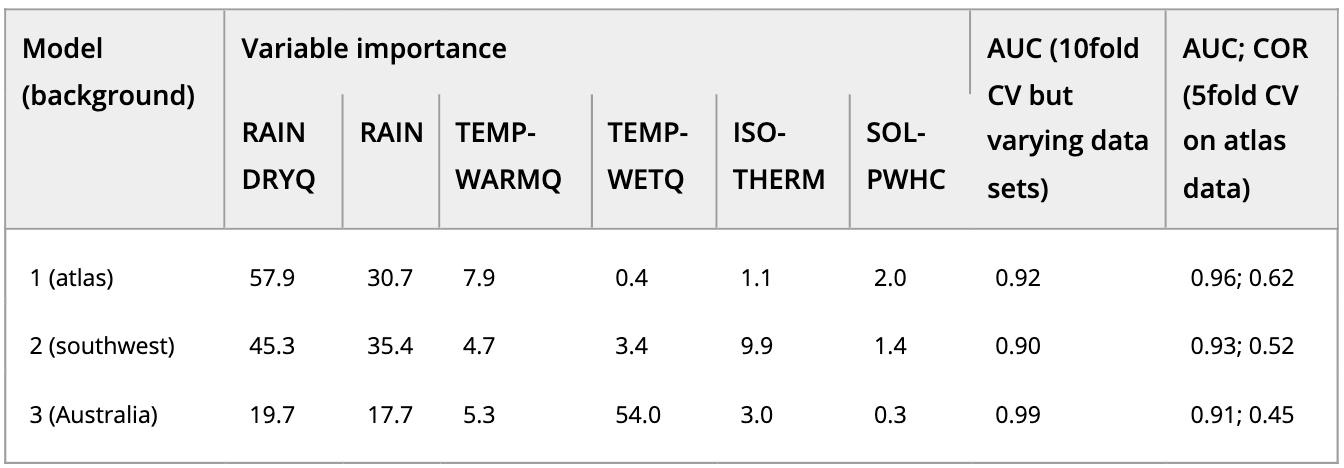 Model (background) Variable importance AUC (10fold CV but varying data sets) AUC; COR (5fold CV on atlas data)
RAIN DRYQ RAIN TEMP-WARMQ TEMP-WETQ ISO-THERM SOL-PWHC
1 (atlas) 57.9 30.7 7.9 0.4 1.1 2.0 0.92 0.96; 0.62
2 (southwest) 45.3 35.4 4.7 3.4 9.9 1.4 0.90 0.93; 0.52
3 (Australia) 19.7 17.7 5.3 54.0 3.0 0.3 0.99 0.91; 0.45